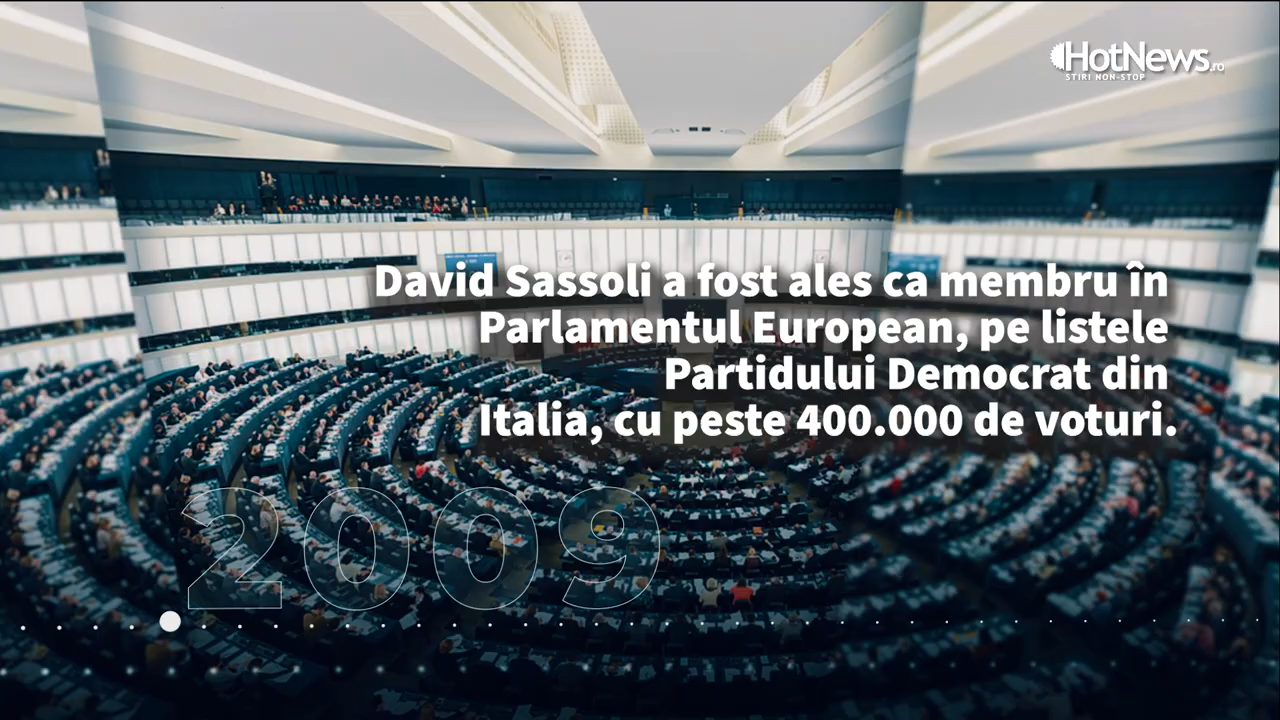 HotNews.ro
STIRI NON-STOP
David Sassoli a fost ales ca membru în
Parlamentul European, pe listele
Partidului Democrat din
Italia, cu peste 400.000 de voturi.
2009